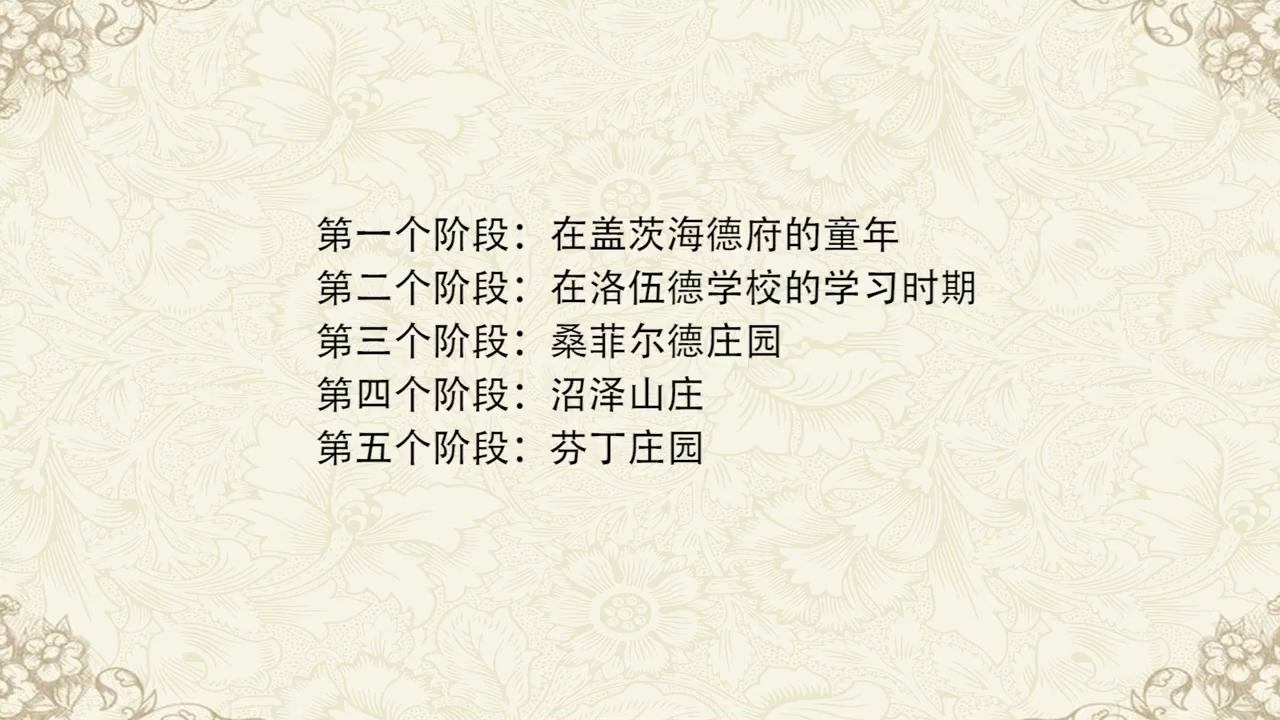 第一个阶段：在盖茨海德府的童年
第二个阶段：在洛伍德学校的学习时期
第三个阶段：桑菲尔德庄园
第四个阶段：沼泽山庄
第五个阶段：芬丁庄园